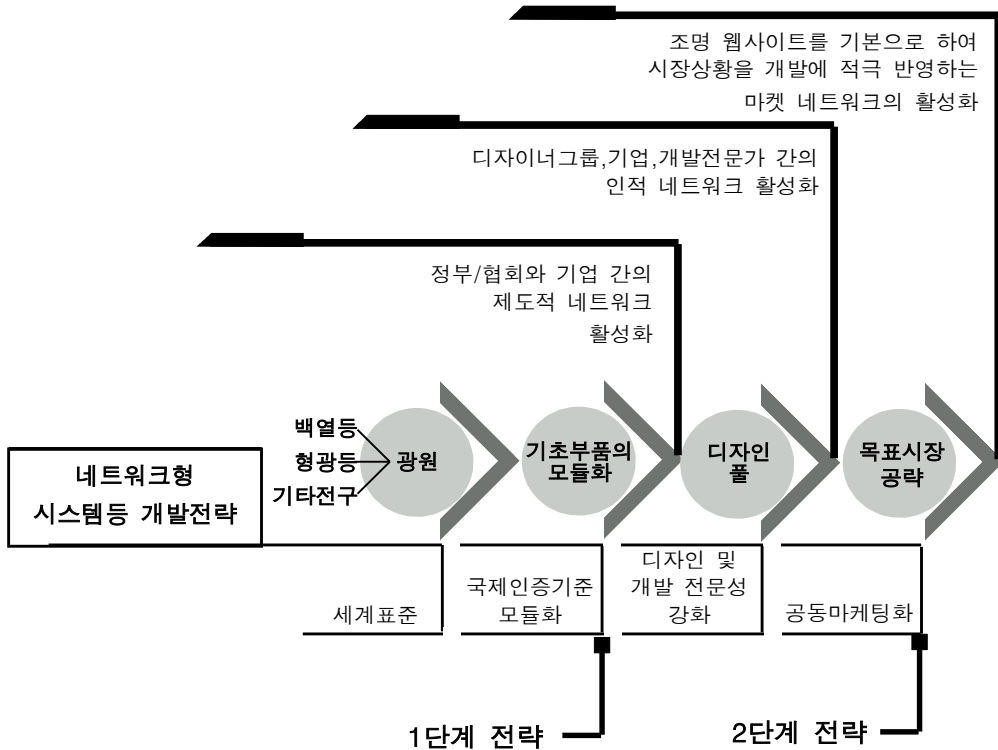 조명 웹사이트를 기본으로 하여
시장상황을 개발에 적극 반영하는
마켓 네트워크의 활성화
디자이너그룹,기업,개발전문가 간의
인적 네트워크 활성화
정부/협회와 기업 간의
제도적 네트워크
활성화
네트워크형
시스템등 개발전략
백열등
형광등
기타전구
광원
기초부품의
모듈화
디자인
풀
목표시장
공략
세계표준
국제인증기준
모듈화
디자인 및
개발 전문성
강화
공동마케팅화
1단계 전략
2단계 전략